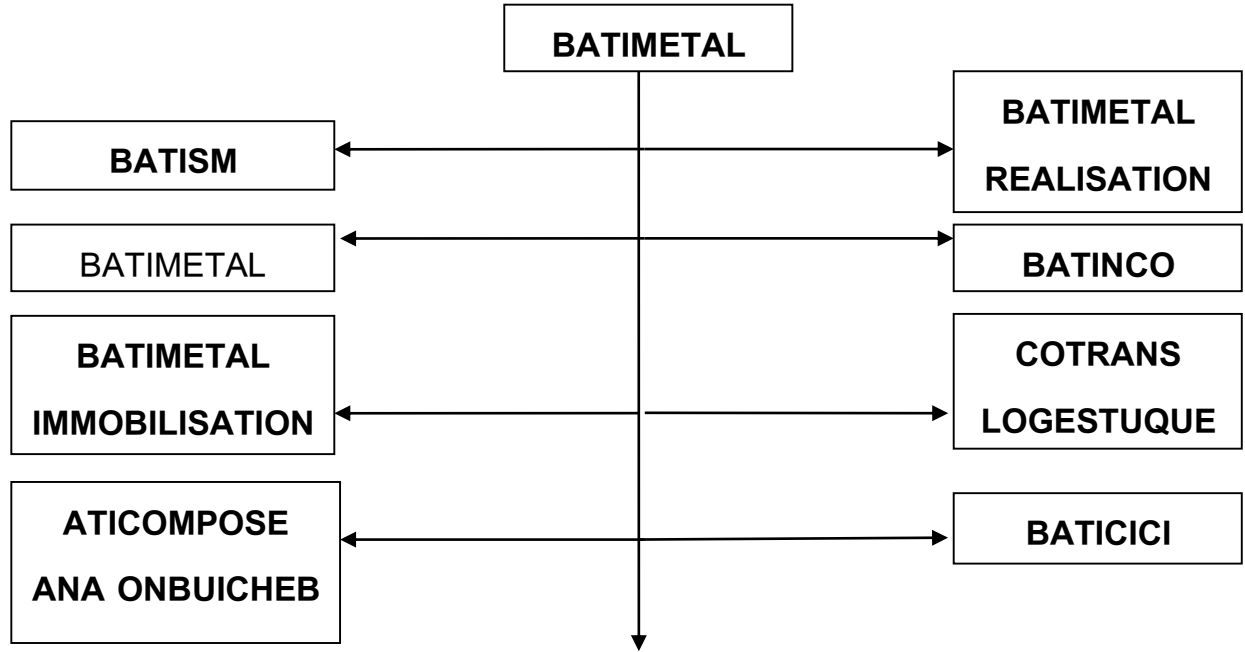 BATIMETAL
BATISM
BATIMETAL
REALISATION
BATIMETAL
BATINCO
BATIMETAL
IMMOBILISATION
COTRANS
LOGESTUQUE
ATICOMPOSE
ANA ONBUICHEB
BATICICI